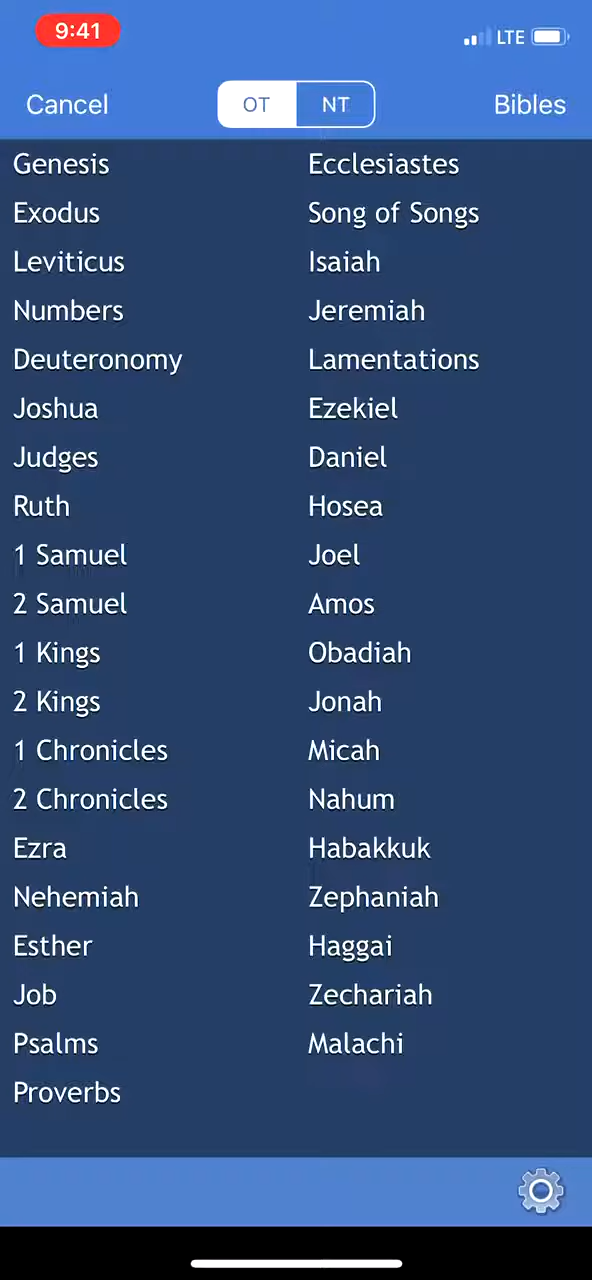 9:41
LTE
Cancel
OT
NT
Bibles
Genesis
Exodus
Leviticus
Numbers
Deuteronomy
Joshua
Judges
Ruth
1 Samuel
2 Samuel
1 Kings
2 Kings
1 Chronicles
2 Chronicles
Ezra
Nehemiah
Esther
Job
Psalms
Proverbs
Ecclesiastes
Song of Songs
Isaiah
Jeremiah
Lamentations
Ezekiel
Daniel
Hosea
Joel
Amos
Obadiah
Jonah
Micah
Nahum
Habakkuk
Zephaniah
Haggai
Zechariah
Malachi